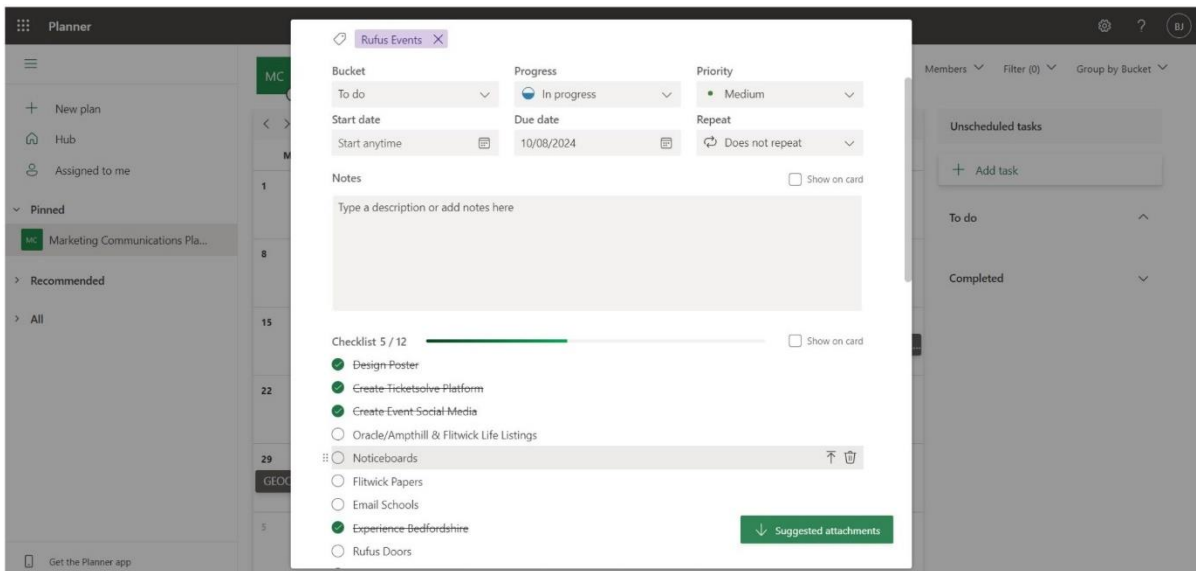 Planner
?
BJ
Rufus Events
MC
Members
Filter (0)
Group by Bucket
New plan
Hub
Assigned to me
Pinned
MC Marketing Communications Pla...
Recommended
All
Get the Planner app
M
1
8
15
22
29
GEOC
5
Bucket Progress Priority
To do In progress Medium
Start date Due date Repeat
Start anytime 10/08/2024 Does not repeat
Notes Show on card
Type a description or add notes here
Checklist 5 / 12 Show on card
Design Poster
Create Ticketsolve Platform
Create Event Social Media
Oracle/Ampthill & Flitwick Life Listings
Noticeboards
Flitwick Papers
Email Schools
Experience Bedfordshire
Rufus Doors
Suggested attachments
Unscheduled tasks
Add task
To do
Completed